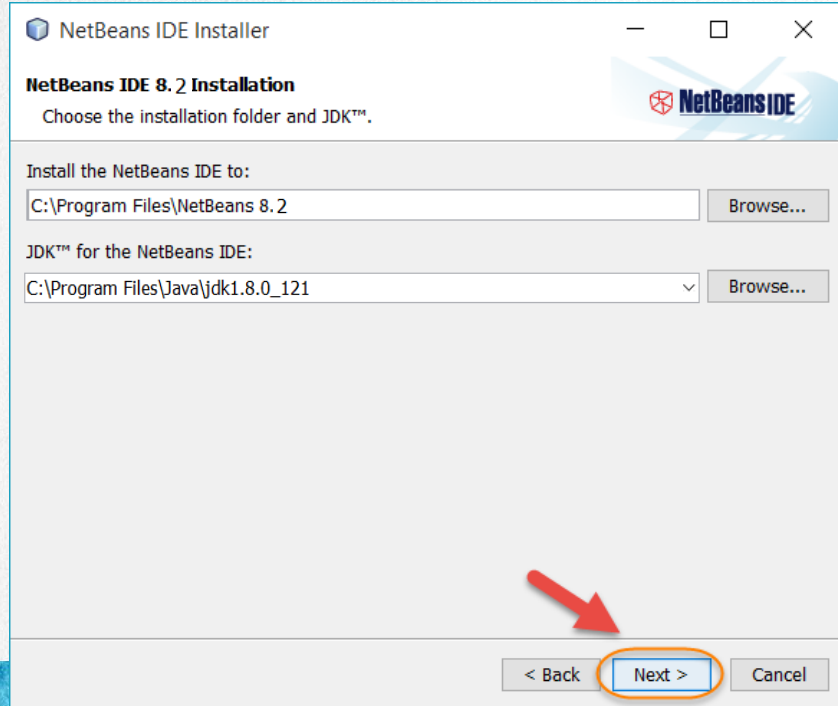 NetBeans IDE Installer
NetBeans IDE 8.2 Installation
Choose the installation folder and JDK™.
NetBeans IDE
Install the NetBeans IDE to:
C:\Program Files\NetBeans 8.2
Browse...
JDK™ for the NetBeans IDE:
C:\Program Files\Java\jdk1.8.0_121
Browse...
< Back
Next >
Cancel